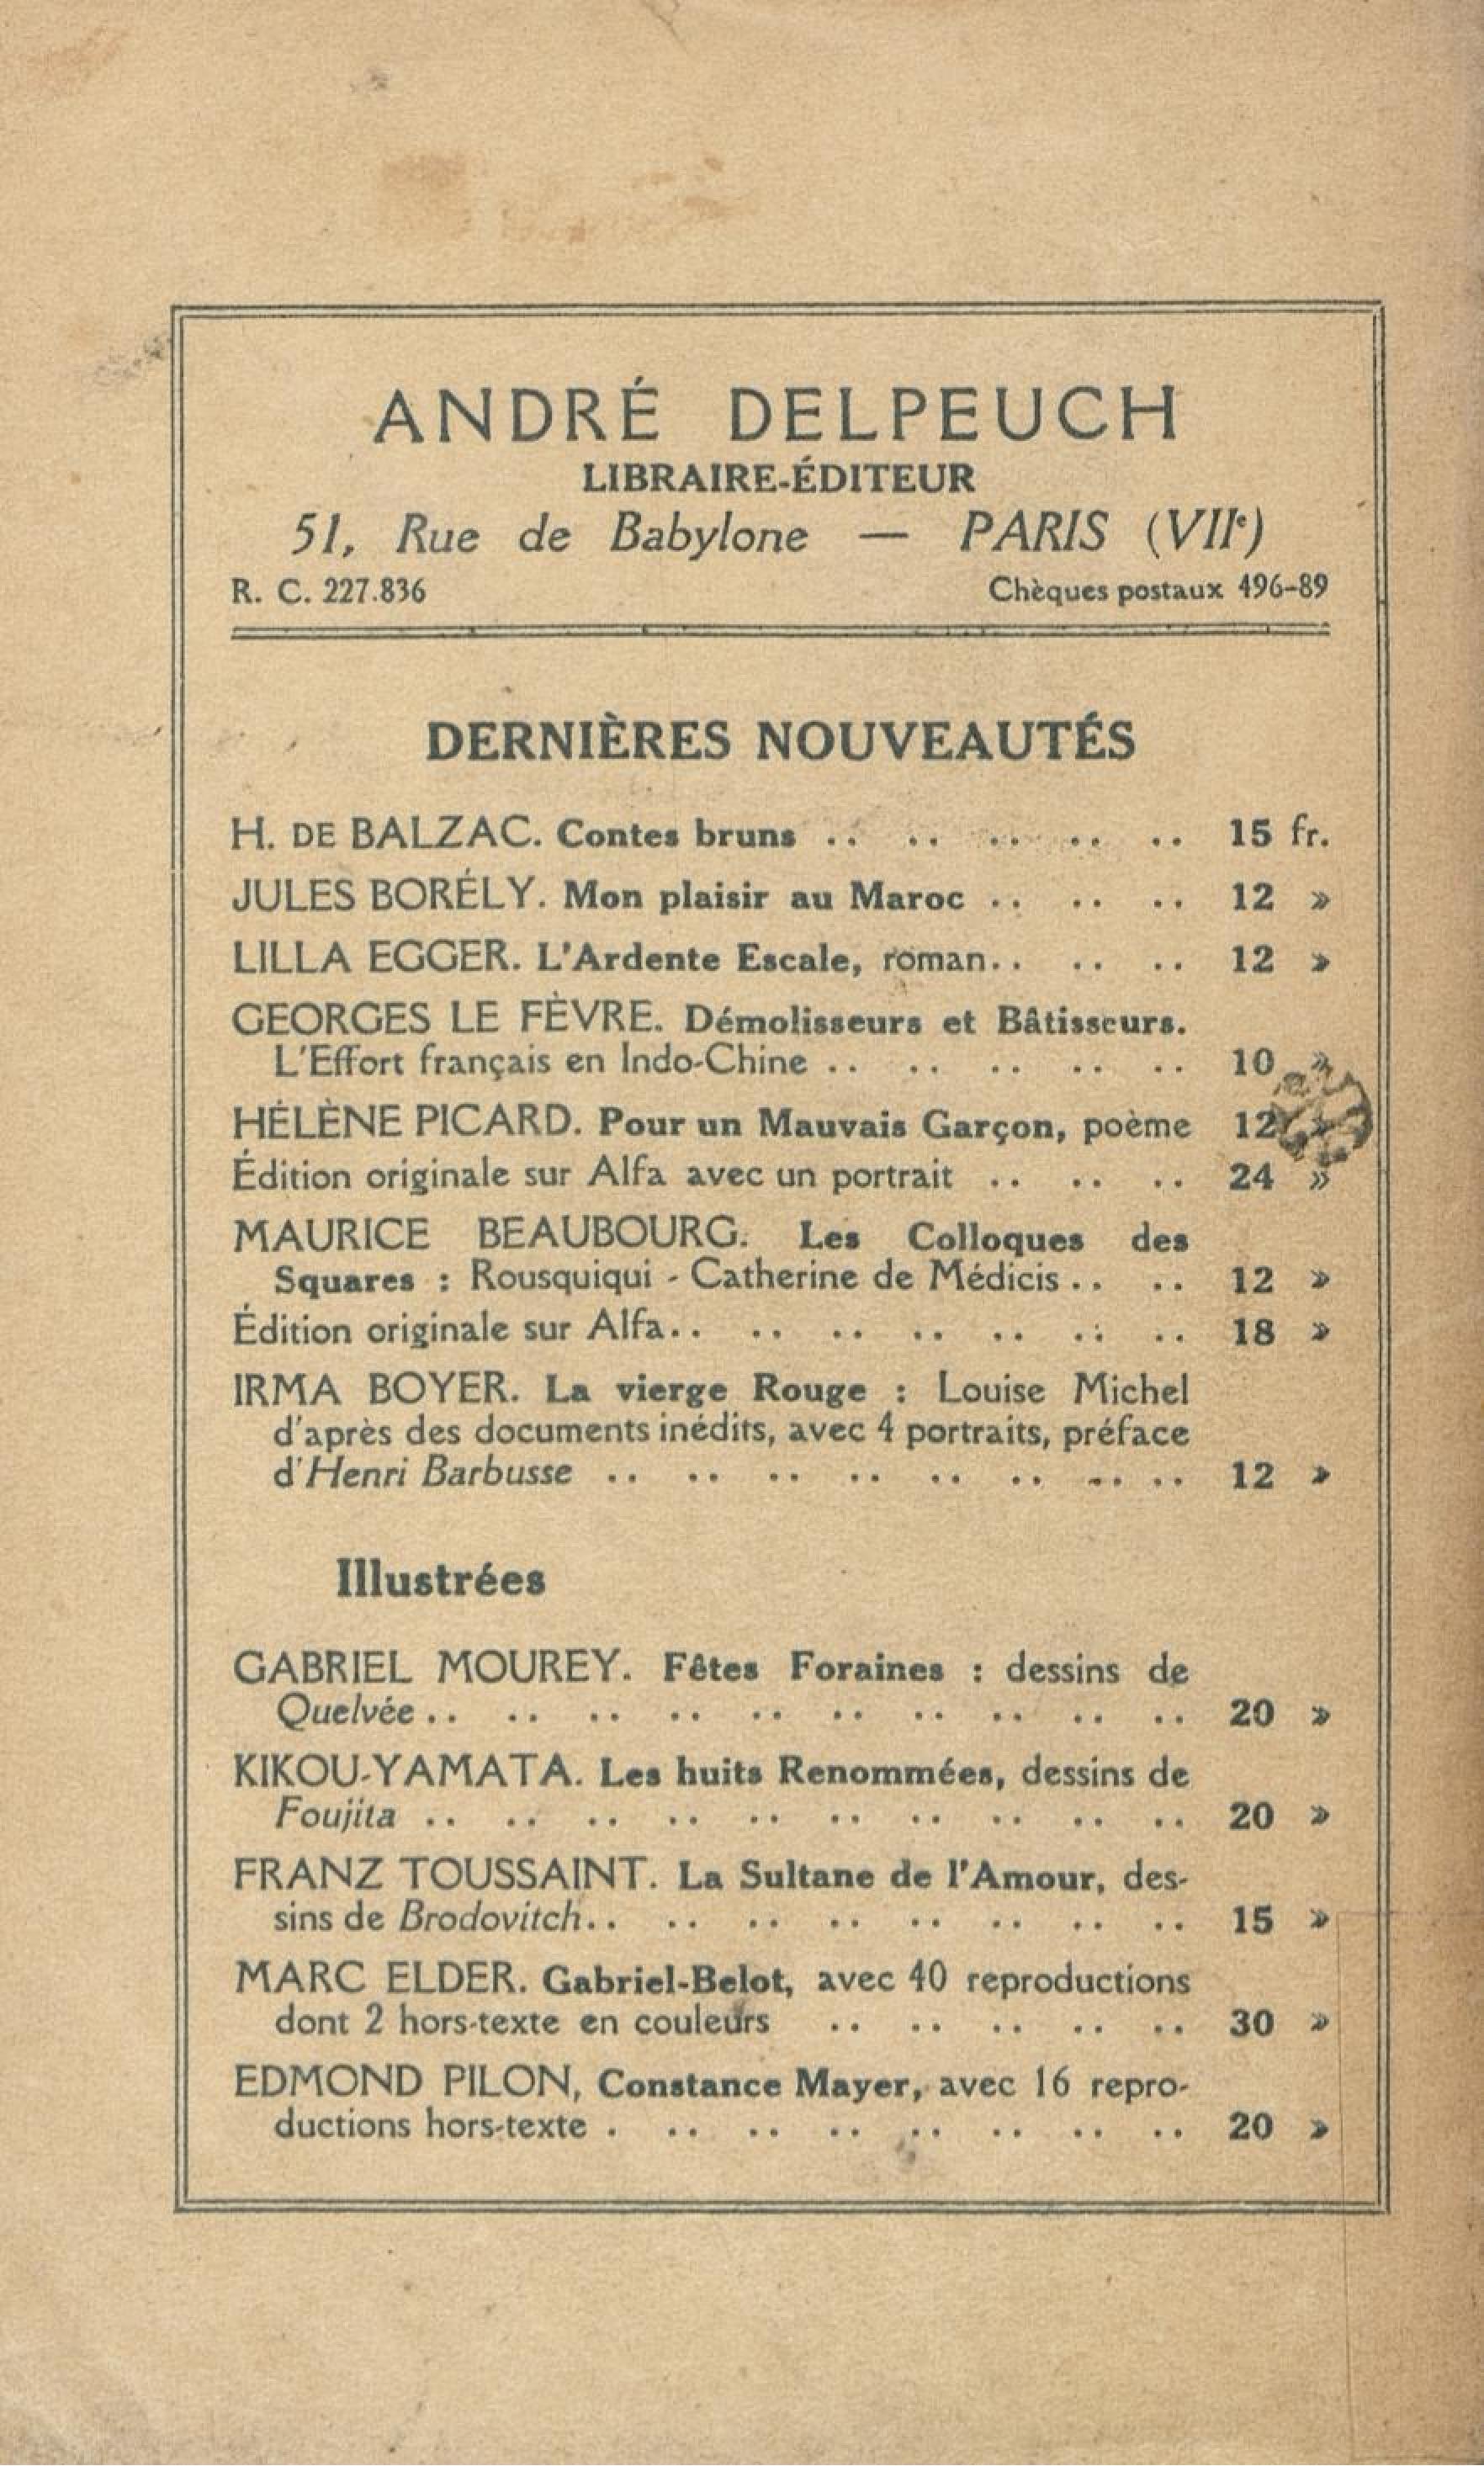 ANDRÉ DELPEUCH
LIBRAIRE-ÉDITEUR
51, Rue de Babylone — PARIS (VIIe)
R. C. 227.836 Chèques postaux 496-89
DERNIÈRES NOUVEAUTÉS
H. DE BALZAC. Contes bruns .. .. .. .. .. 15 fr.
JULES BORÉLY. Mon plaisir au Maroc .. .. .. 12 »
LILLA EGGER. L'Ardente Escale, roman.. .. .. 12 »
GEORGES LE FÈVRE. Démolisseurs et Bâtisseurs.
L'Effort français en Indo-Chine .. .. .. .. .. 10 »
HÉLÈNE PICARD. Pour un Mauvais Garçon, poème 12 »
Édition originale sur Alfa avec un portrait .. .. .. 24 »
MAURICE BEAUBOURG. Les Colloques des
Squares : Rousquiqui - Catherine de Médicis .. .. 12 »
Édition originale sur Alfa.. .. .. .. .. .. .. 18 »
IRMA BOYER. La vierge Rouge : Louise Michel
d'après des documents inédits, avec 4 portraits, préface
d'Henri Barbusse .. .. .. .. .. .. .. .. 12 »
Illustrées
GABRIEL MOUREY. Fêtes Foraines : dessins de
Quelvée .. .. .. .. .. .. .. .. .. .. 20 »
KIKOU-YAMATA. Les huits Renommées, dessins de
Foujita .. .. .. .. .. .. .. .. .. .. 20 »
FRANZ TOUSSAINT. La Sultane de l'Amour, des-
sins de Brodovitch.. .. .. .. .. .. .. .. 15 »
MARC ELDER. Gabriel-Belot, avec 40 reproductions
dont 2 hors-texte en couleurs .. .. .. .. .. 30 »
EDMOND PILON, Constance Mayer, avec 16 repro-
ductions hors-texte . .. .. .. .. .. .. .. 20 »